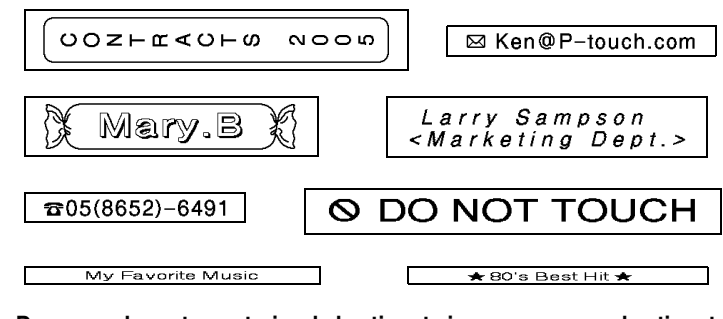 CONTRACTS 2005
✉ Ken@P-touch.com
Mary.B
Larry Sampson
<Marketing Dept.>
☎05(8652)-6491
🚫 DO NOT TOUCH
My Favorite Music
★ 80's Best Hit ★